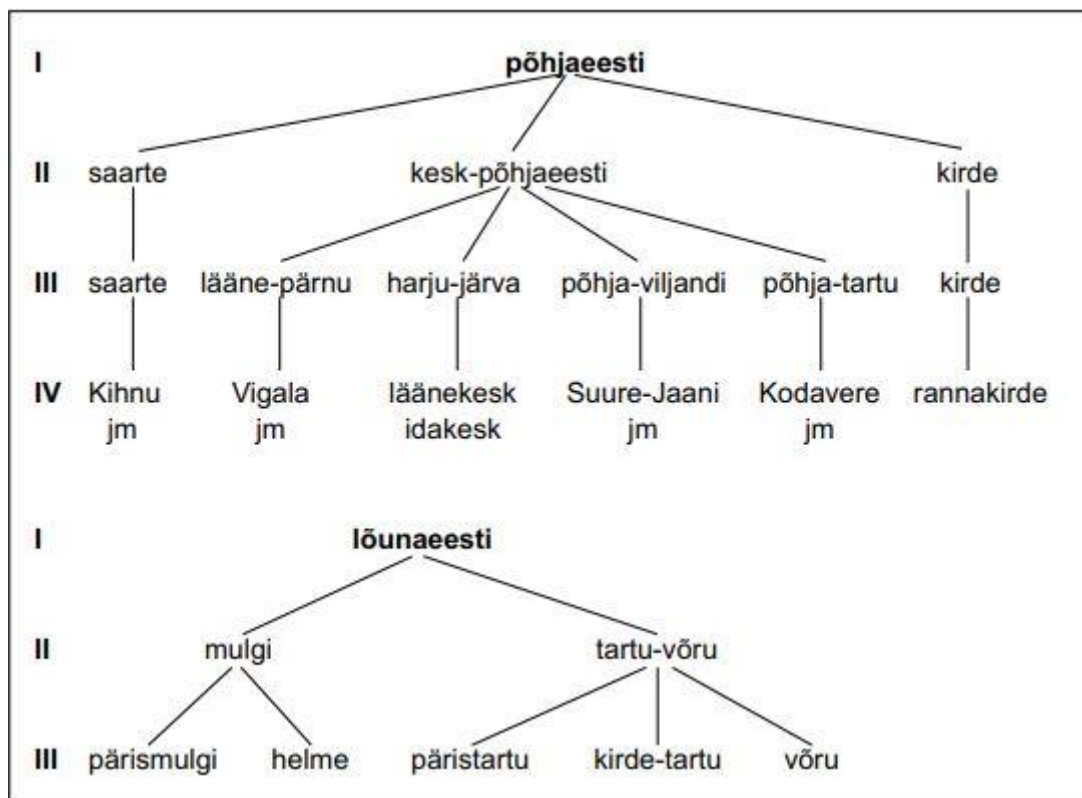 I põhjaeesti
II saarte kesk-põhjaeesti kirde
III saarte lääne-pärnu harju-järva põhja-viljandi põhja-tartu kirde
IV Kihnu Vigala läänekesk Suure-Jaani Kodavere rannakirde
jm jm idakesk jm jm
I lõunaeesti
II mulgi tartu-võru
III pärismulgi helme päristartu kirde-tartu võru